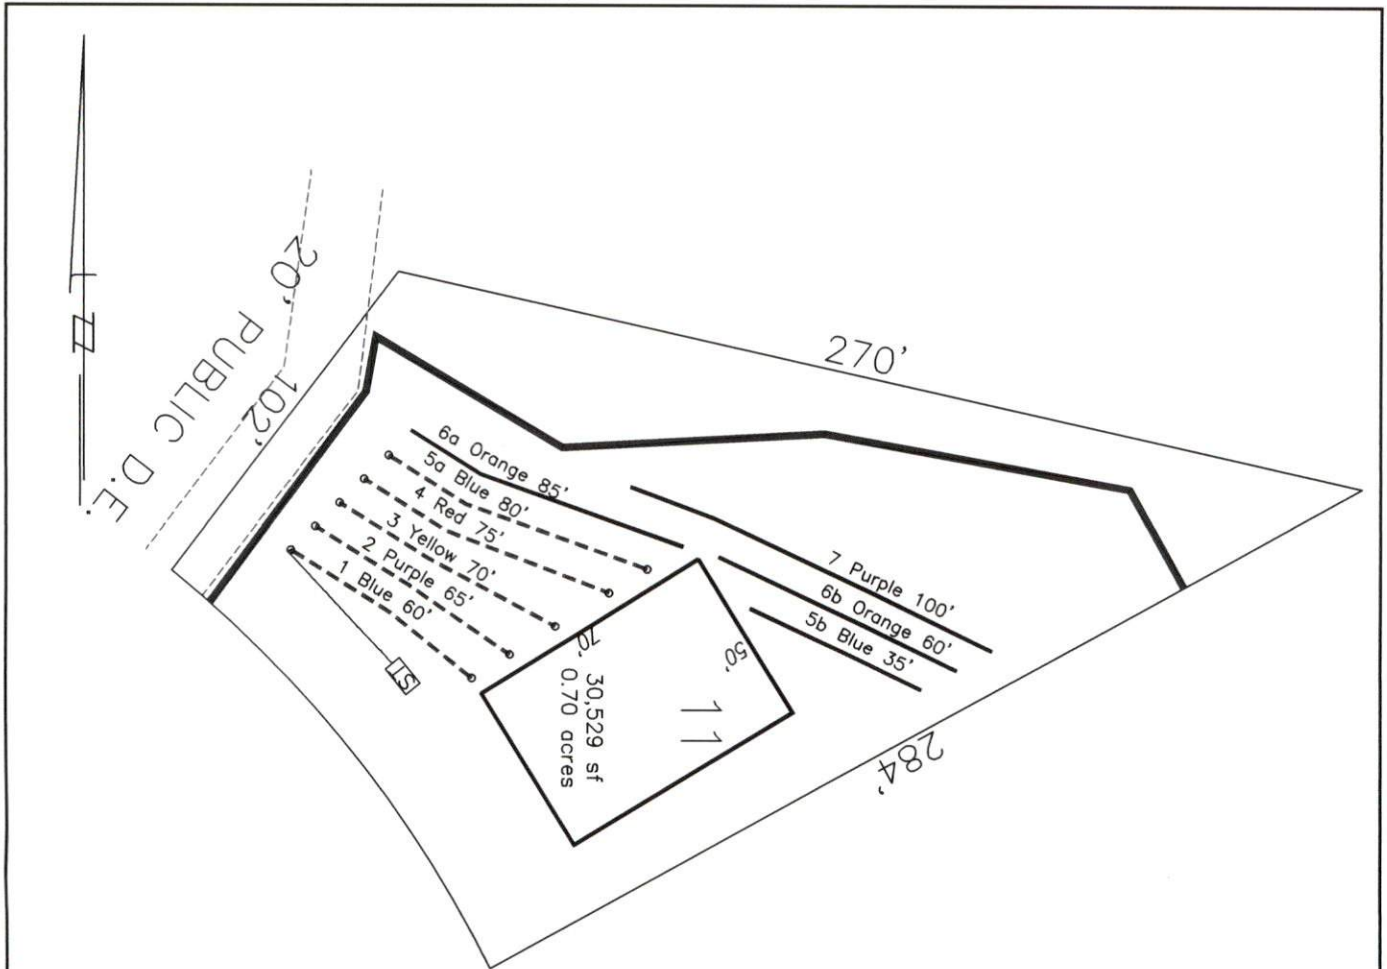 270'
20' PUBLIC D.E.
102'
6a Orange 85'
5a Blue 80'
4 Red 75'
3 Yellow 70'
2 Purple 65'
1 Blue 60'
7 Purple 100'
6b Orange 60'
5b Blue 35'
ST
70'
50'
30,529 sf
0.70 acres
11
284'